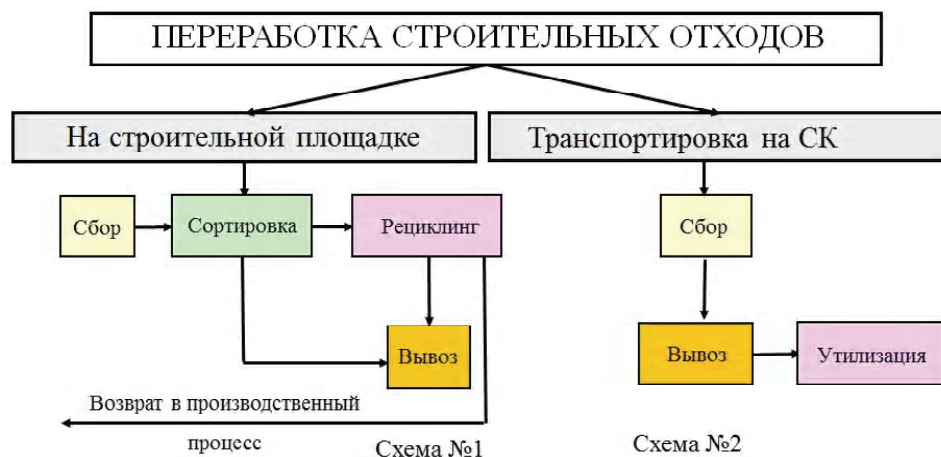 ПЕРЕРАБОТКА СТРОИТЕЛЬНЫХ ОТХОДОВ
На строительной площадке
Транспортировка на СК
Сбор
Сортировка
Рециклинг
Сбор
Вывоз
Вывоз
Утилизация
Возврат в производственный
процесс
Схема №1
Схема №2